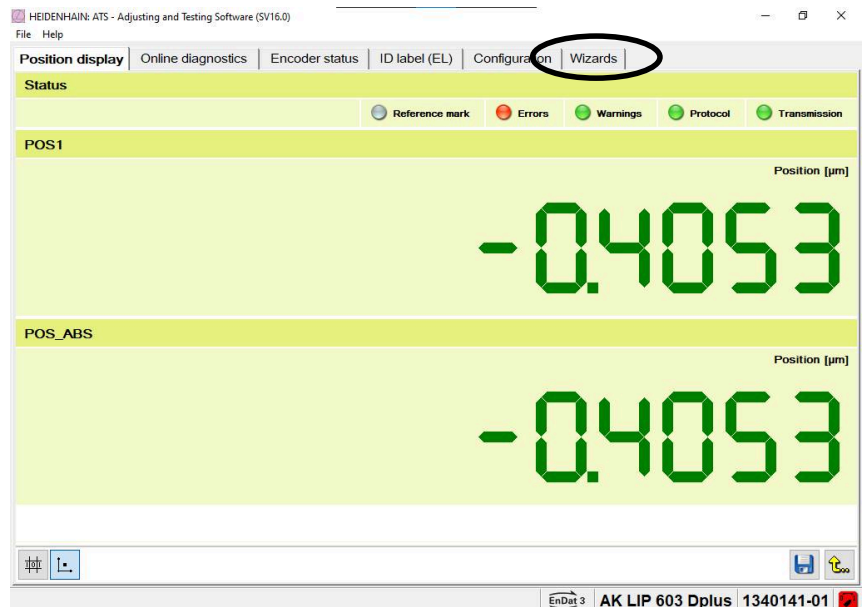 HEIDENHAIN: ATS - Adjusting and Testing Software (SV16.0)
File Help
Position display Online diagnostics Encoder status ID label (EL) Configuration Wizards
Status
Reference mark Errors Warnings Protocol Transmission
POS1
Position [µm]
-0.4053
POS_ABS
Position [µm]
-0.4053
EnDat 3 AK LIP 603 Dplus 1340141-01